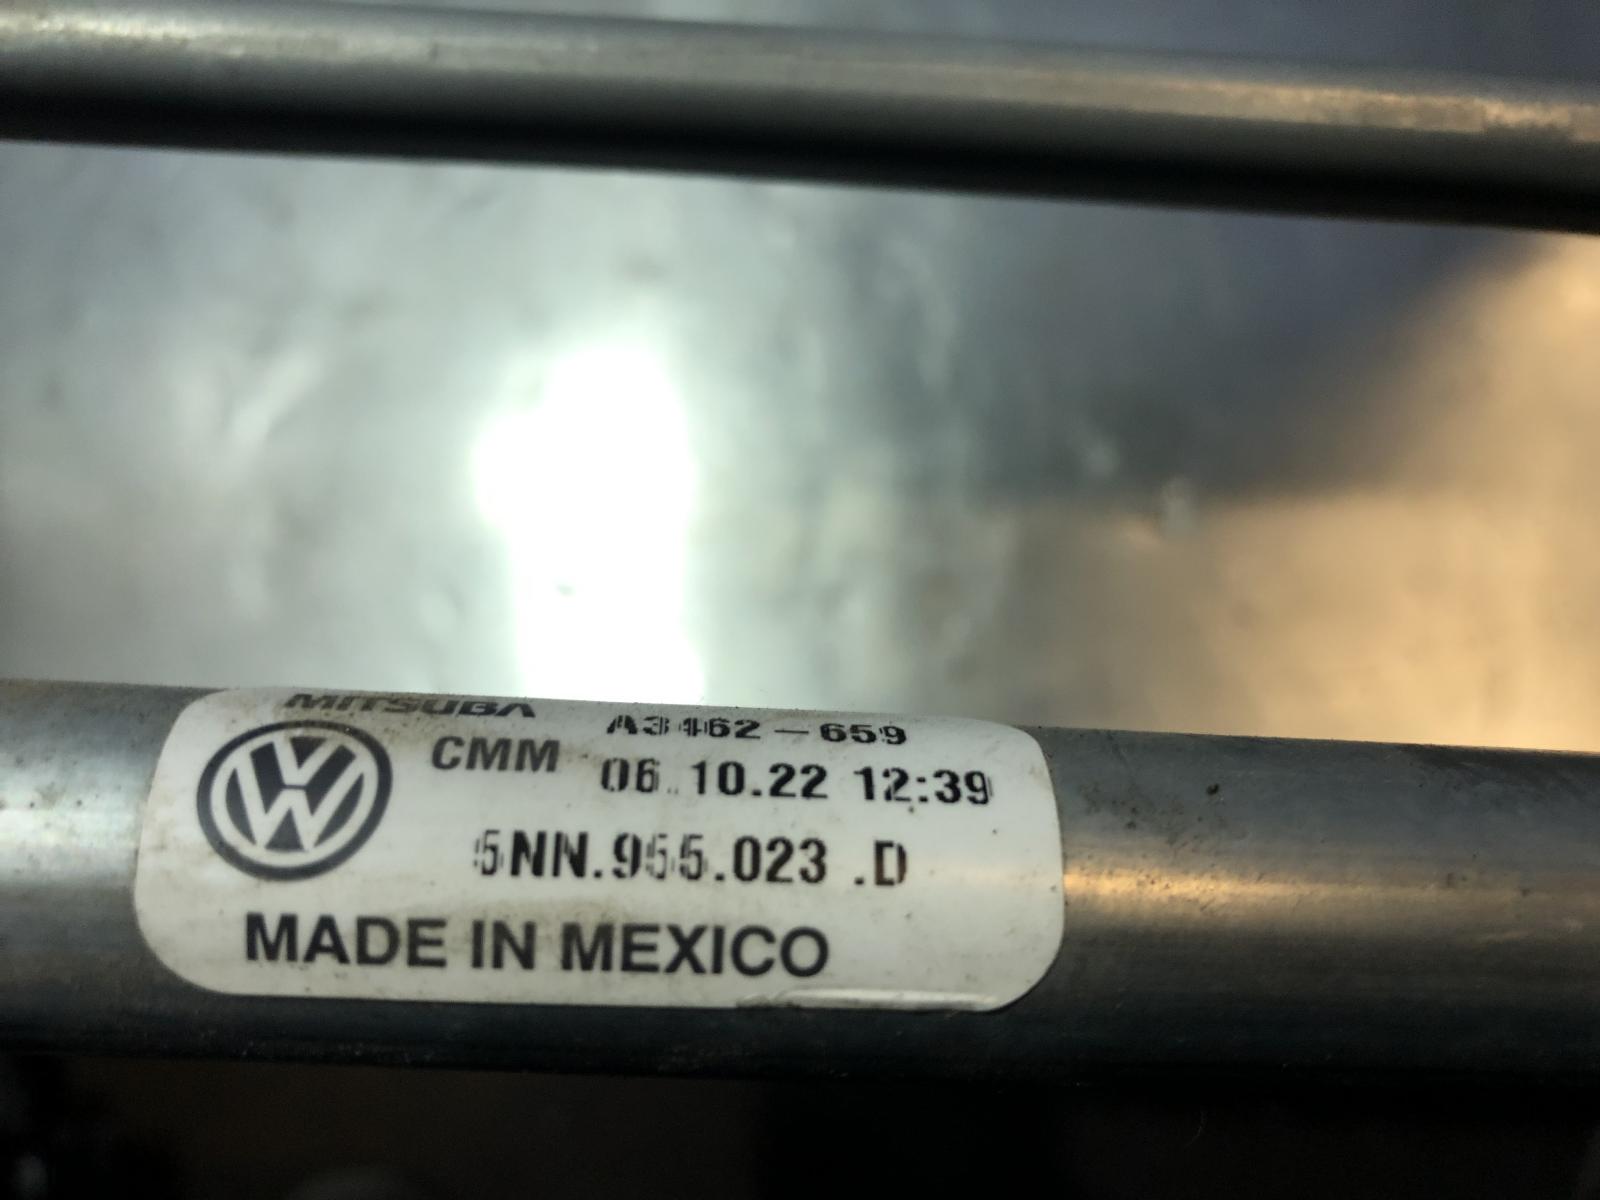 MITSUBA A3462-659
CMM 06.10.22 12:39
5NN.955.023 .D
MADE IN MEXICO